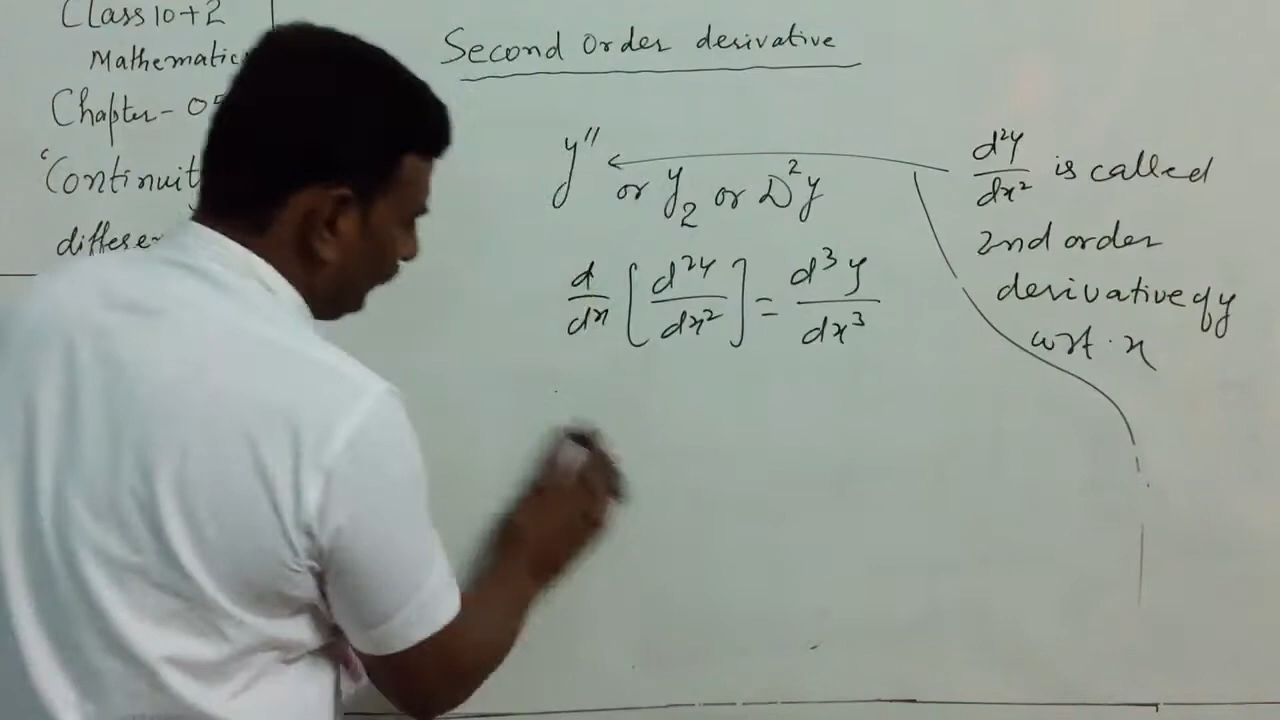 Class 10+2
Mathematic
Chapter - 05
'Continuit
differe
Second order derivative
y'' or y₂ or D²y
d/dx [d²y/dx²] = d³y/dx³
d²y/dx² is called
2nd order
derivative of y
wrt. x